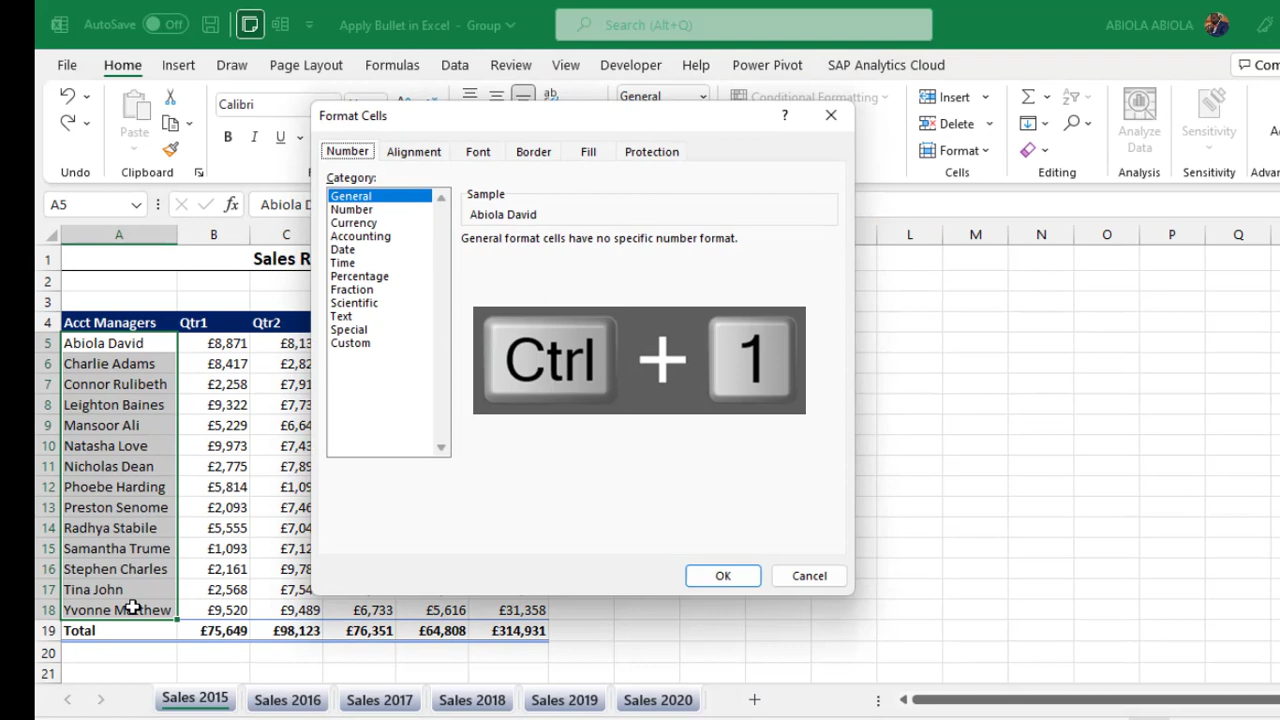 AutoSave Off Apply Bullet in Excel - Group Search (Alt+Q) ABIOLA ABIOLA
File Home Insert Draw Page Layout Formulas Data Review View Developer Help Power Pivot SAP Analytics Cloud
Paste Calibri B I U ab General Conditional Formatting Insert Delete Format Analyze Data Sensitivity
Undo Clipboard Cells Editing Analysis Sensitivity
A5 fx Abiola
A B C L M N O P Q
1 Sales R
2
3
4 Acct Managers Qtr1 Qtr2
5 Abiola David £8,871
6 Charlie Adams £8,417
7 Connor Rulibeth £2,258
8 Leighton Baines £9,322
9 Mansoor Ali £5,229
10 Natasha Love £9,973
11 Nicholas Dean £2,775
12 Phoebe Harding £5,814
13 Preston Senome £2,093
14 Radhya Stabile £5,555
15 Samantha Trume £1,093
16 Stephen Charles £2,161
17 Tina John £2,568
18 Yvonne £9,520 £9,489 £6,733 £5,616 £31,358
19 Total £75,649 £98,123 £76,351 £64,808 £314,931
20
21
Format Cells ?
Number Alignment Font Border Fill Protection
Category:
General
Number
Currency
Accounting
Date
Time
Percentage
Fraction
Scientific
Text
Special
Custom
Sample
Abiola David
General format cells have no specific number format.
Ctrl + 1
OK Cancel
Sales 2015 Sales 2016 Sales 2017 Sales 2018 Sales 2019 Sales 2020